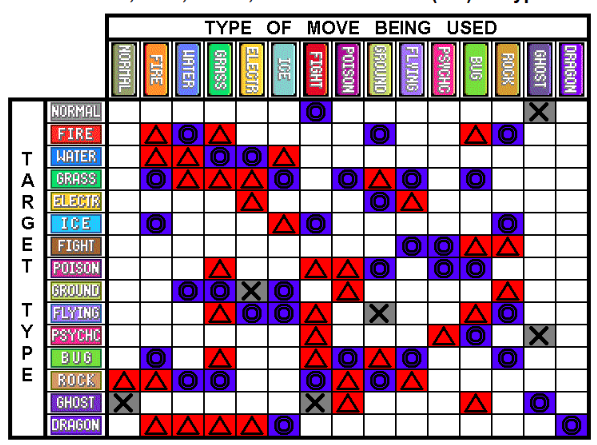 TYPE OF MOVE BEING USED
NORMAL FIRE WATER GRASS ELECTR ICE FIGHT POISON GROUND FLYING PSYCHC BUG ROCK GHOST DRAGON
TARGET TYPE
NORMAL
FIRE
WATER
GRASS
ELECTR
ICE
FIGHT
POISON
GROUND
FLYING
PSYCHC
BUG
ROCK
GHOST
DRAGON